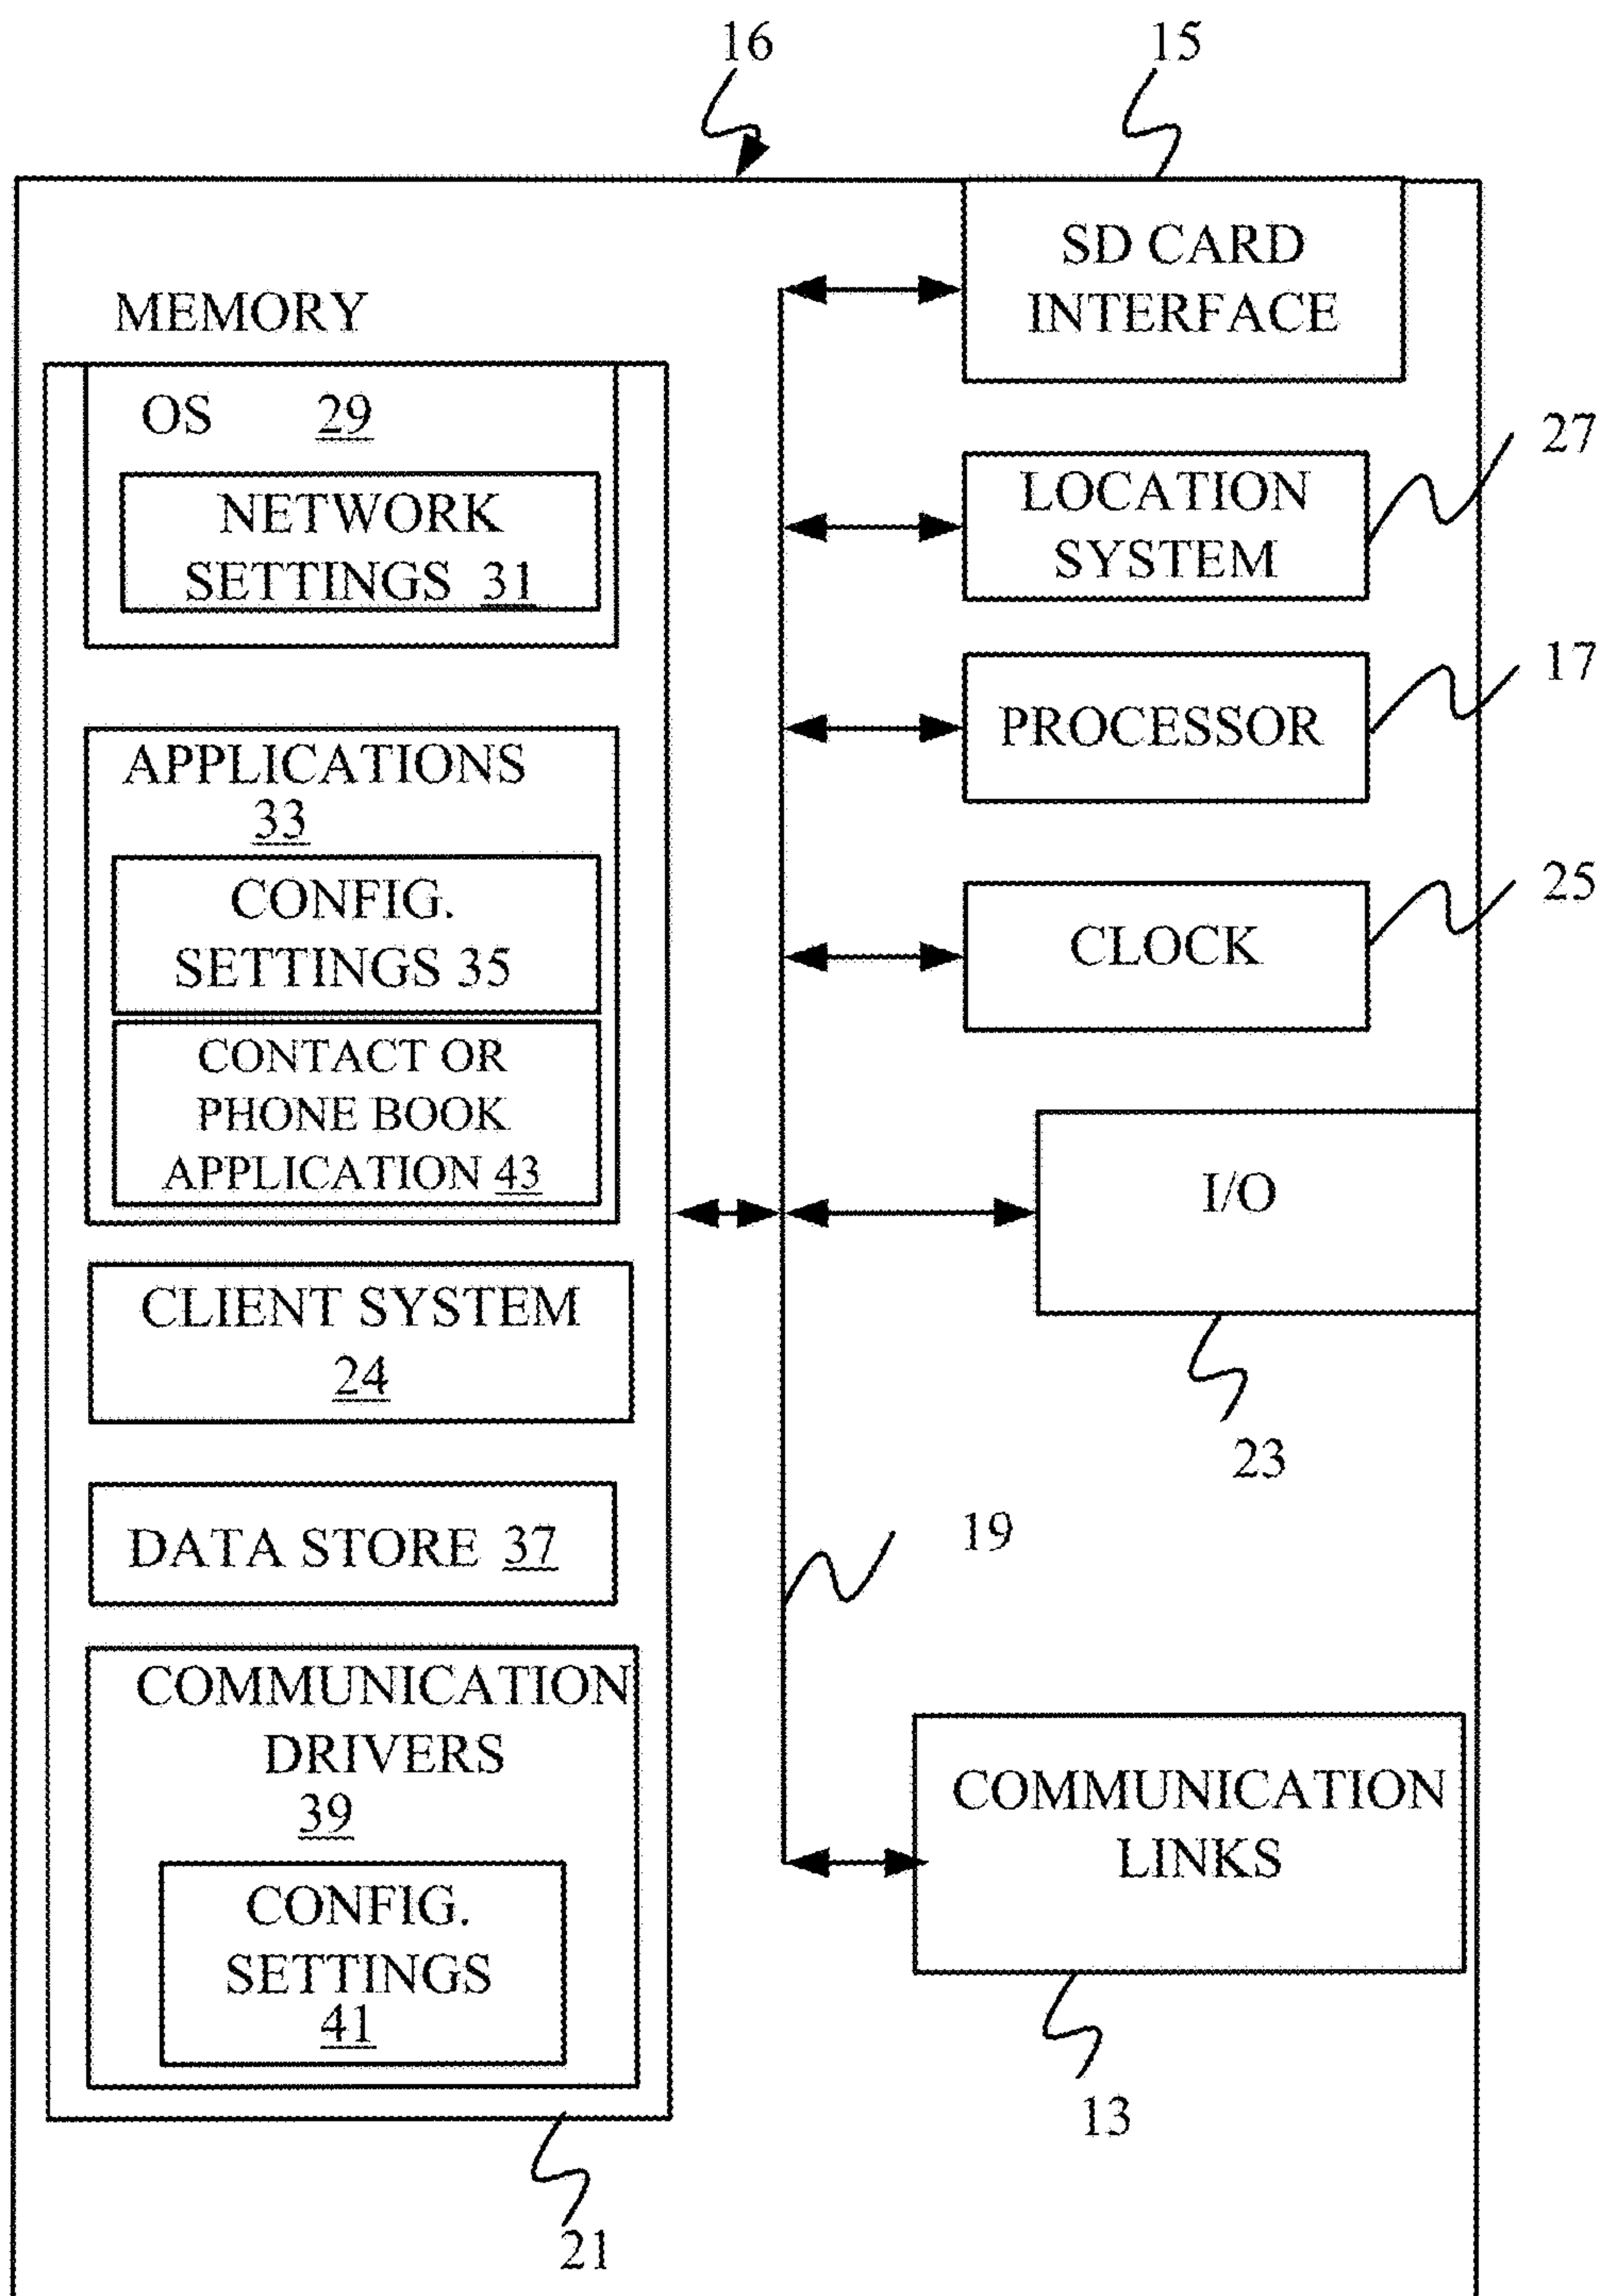 16
15
SD CARD
INTERFACE
MEMORY
OS 29
NETWORK
SETTINGS 31
27
LOCATION
SYSTEM
17
PROCESSOR
APPLICATIONS
33
CONFIG.
SETTINGS 35
25
CLOCK
CONTACT OR
PHONE BOOK
APPLICATION 43
I/O
23
CLIENT SYSTEM
24
19
DATA STORE 37
COMMUNICATION
DRIVERS
39
CONFIG.
SETTINGS
41
COMMUNICATION
LINKS
13
21